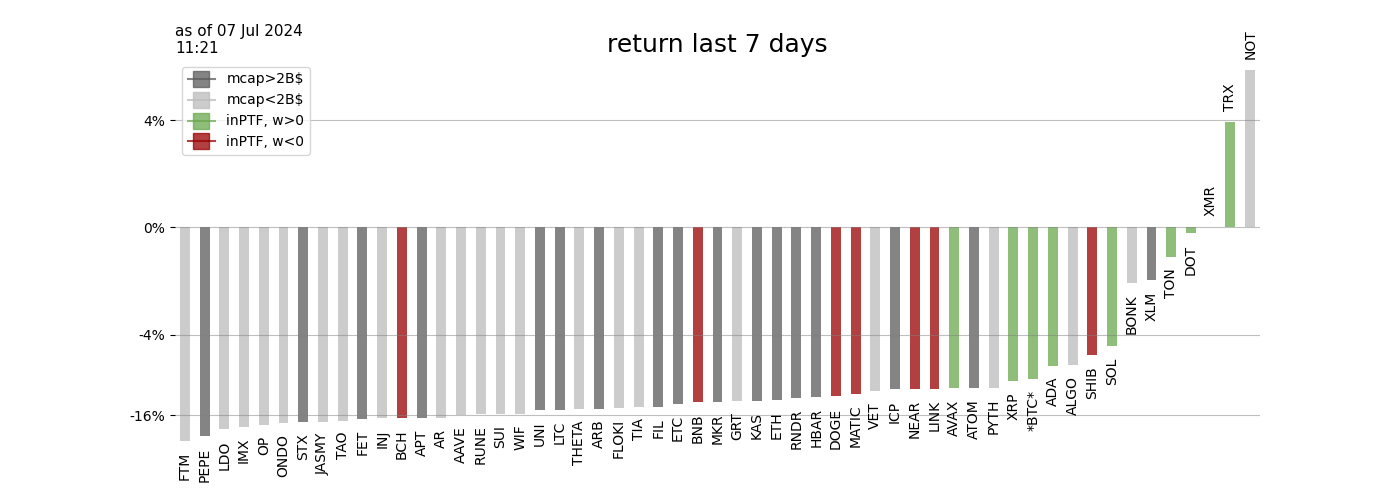 as of 07 Jul 2024
11:21
return last 7 days
mcap>2B$
mcap<2B$
inPTF, w>0
inPTF, w<0
4%
0%
-4%
-16%
FTM
PEPE
LDO
IMX
OP
ONDO
STX
JASMY
TAO
FET
INJ
BCH
APT
AR
AAVE
RUNE
SUI
WIF
UNI
LTC
THETA
ARB
FLOKI
TIA
FIL
ETC
BNB
MKR
GRT
KAS
ETH
RNDR
HBAR
DOGE
MATIC
VET
ICP
NEAR
LINK
AVAX
ATOM
PYTH
XRP
*BTC*
ADA
ALGO
SHIB
SOL
BONK
XLM
TON
DOT
XMR
TRX
NOT